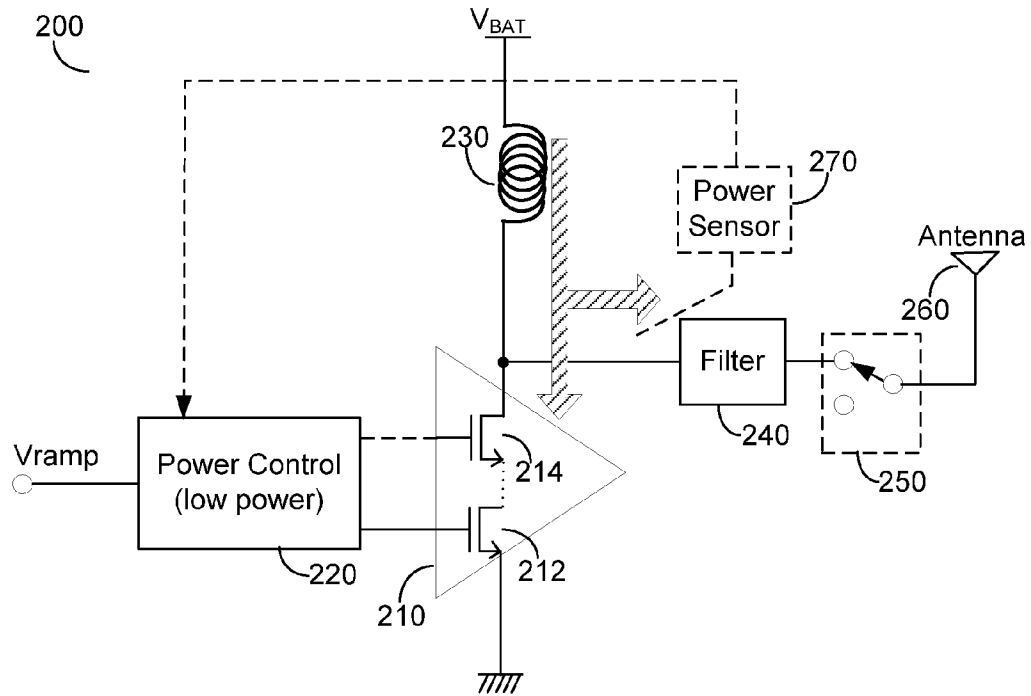 200
VBAT
230
Power
Sensor
270
Antenna
260
Filter
240
250
Vramp
Power Control
(low power)
220
214
212
210